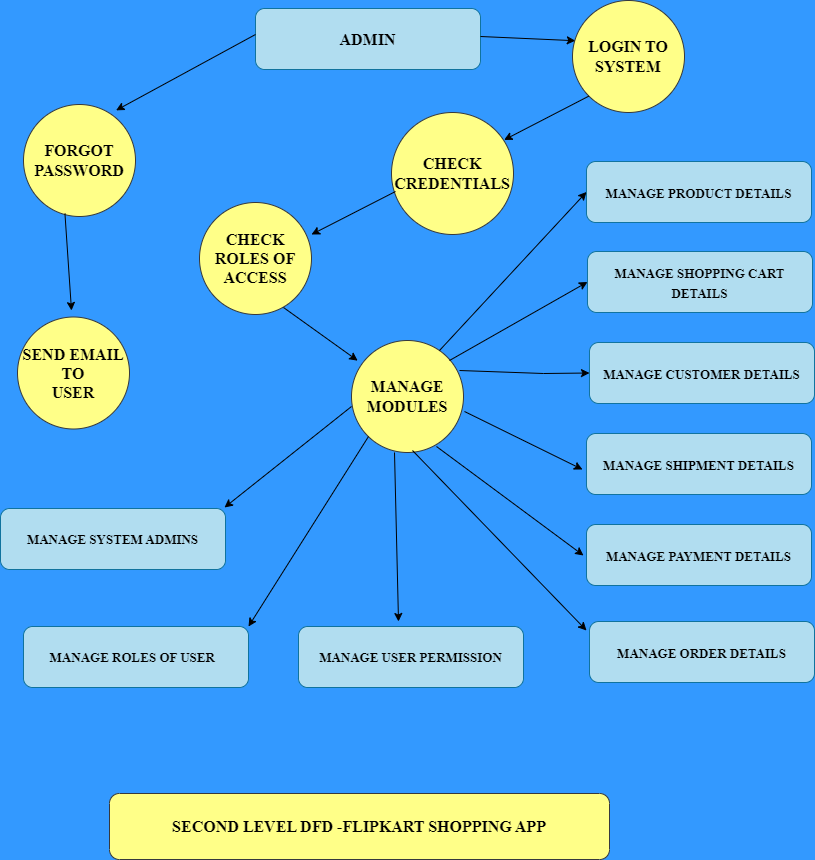 ADMIN
LOGIN TO
SYSTEM
FORGOT
PASSWORD
CHECK
CREDENTIALS
MANAGE PRODUCT DETAILS
CHECK
ROLES OF
ACCESS
MANAGE SHOPPING CART
DETAILS
SEND EMAIL
TO
USER
MANAGE
MODULES
MANAGE CUSTOMER DETAILS
MANAGE SHIPMENT DETAILS
MANAGE SYSTEM ADMINS
MANAGE PAYMENT DETAILS
MANAGE ROLES OF USER
MANAGE USER PERMISSION
MANAGE ORDER DETAILS
SECOND LEVEL DFD -FLIPKART SHOPPING APP